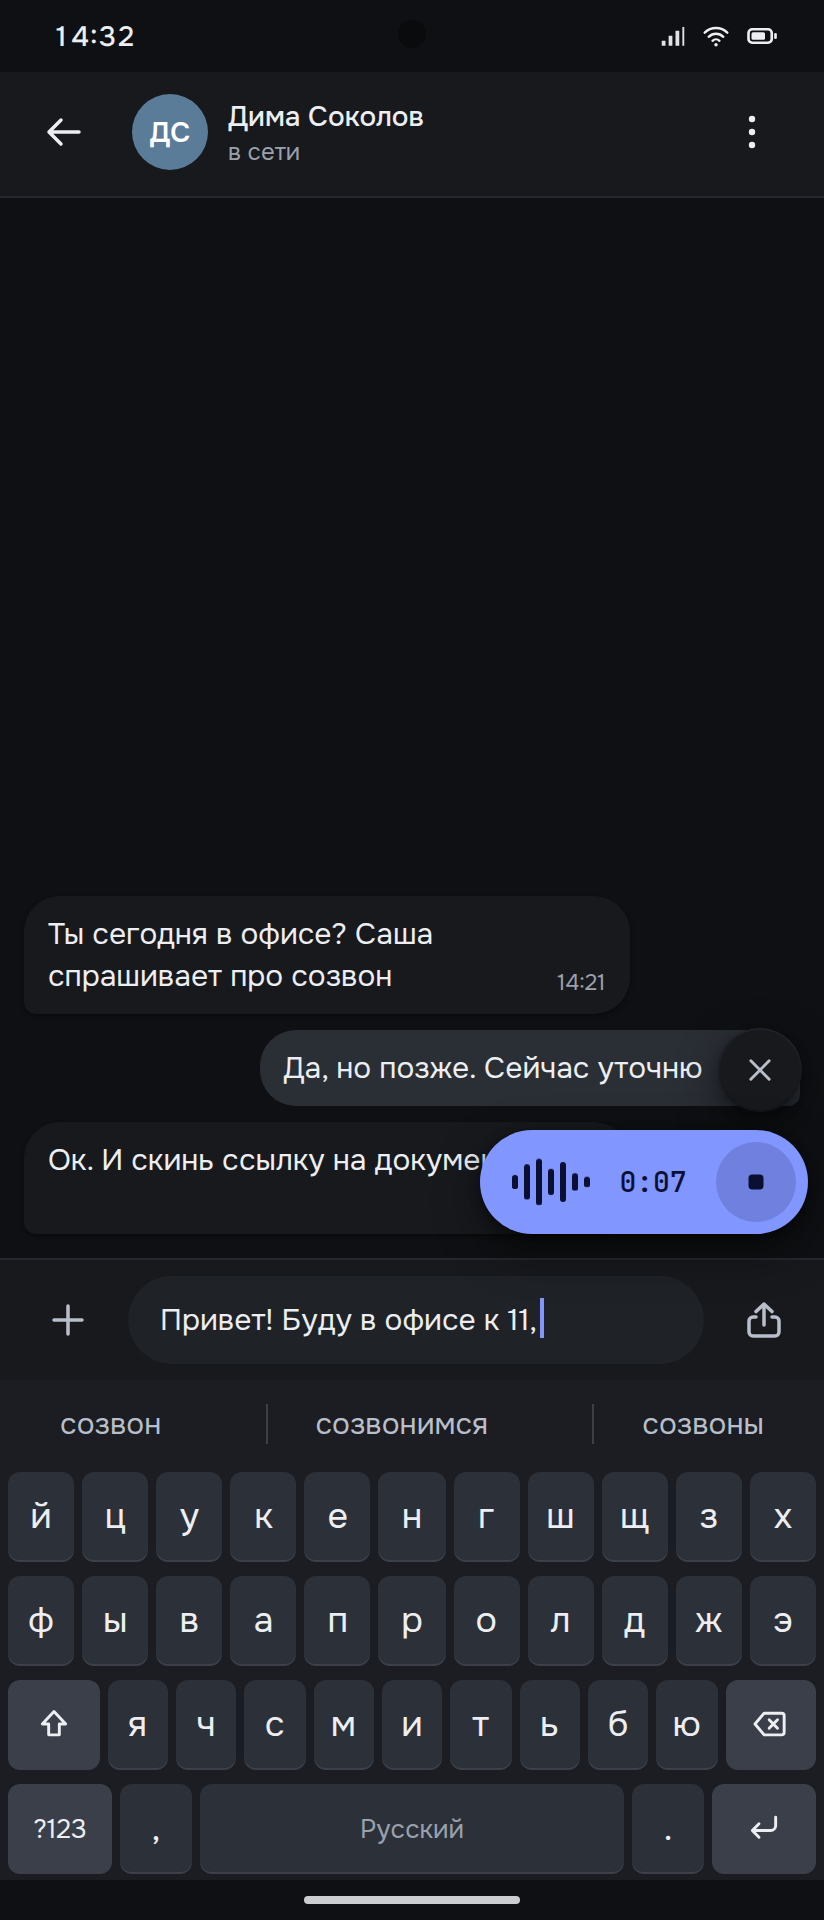 14:32
ДС
Дима Соколов
в сети
Ты сегодня в офисе? Саша
спрашивает про созвон
14:21
Да, но позже. Сейчас уточню
Ок. И скинь ссылку на
0:07
Привет! Буду в офисе к 11,
созвон созвонимся созвоны
й ц у к е н г ш щ з х
ф ы в а п р о л д ж э
я ч с м и т ь б ю
?123 , Русский .